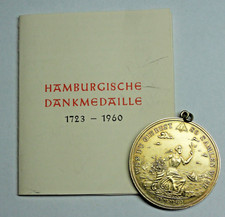 HAMBURGISCHE
DANKMEDAILLE
1723 – 1960